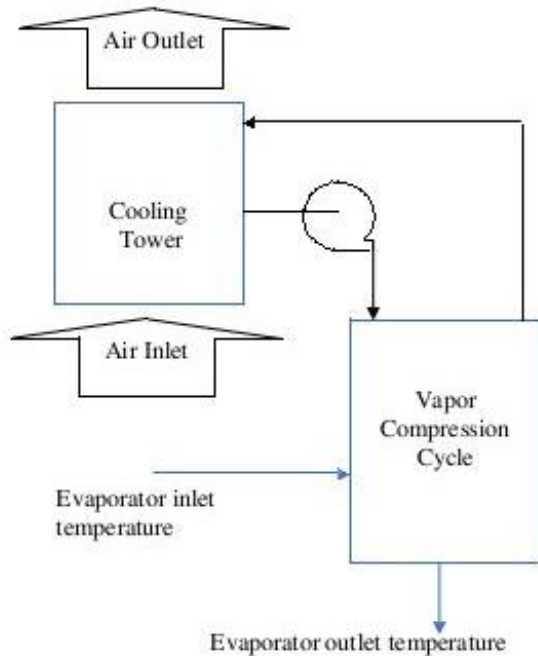 Air Outlet
Cooling
Tower
Air Inlet
Vapor
Compression
Cycle
Evaporator inlet
temperature
Evaporator outlet temperature